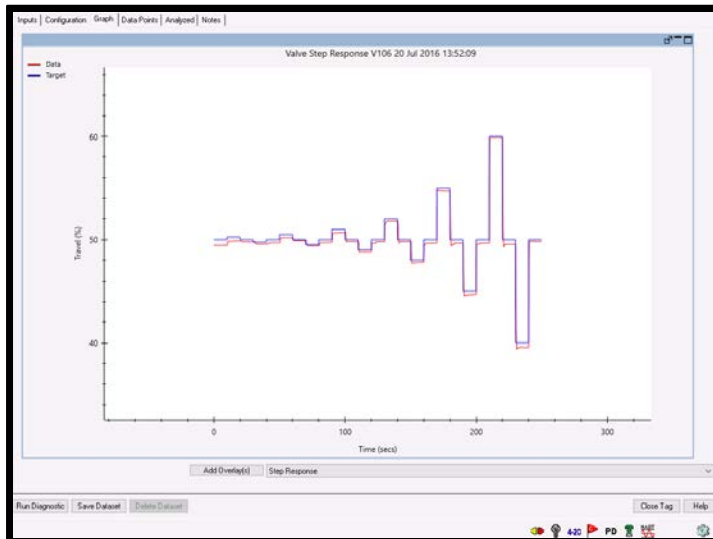 Inputs Configuration Graph Data Points Analyzed Notes
Valve Step Response V106 20 Jul 2016 13:52:09
Data
Target
60
50
40
Travel (%)
0 100 200 300
Time (secs)
Add Overlay(s) Step Response
Run Diagnostic Save Dataset Delete Dataset Close Tag Help
4-20 PD